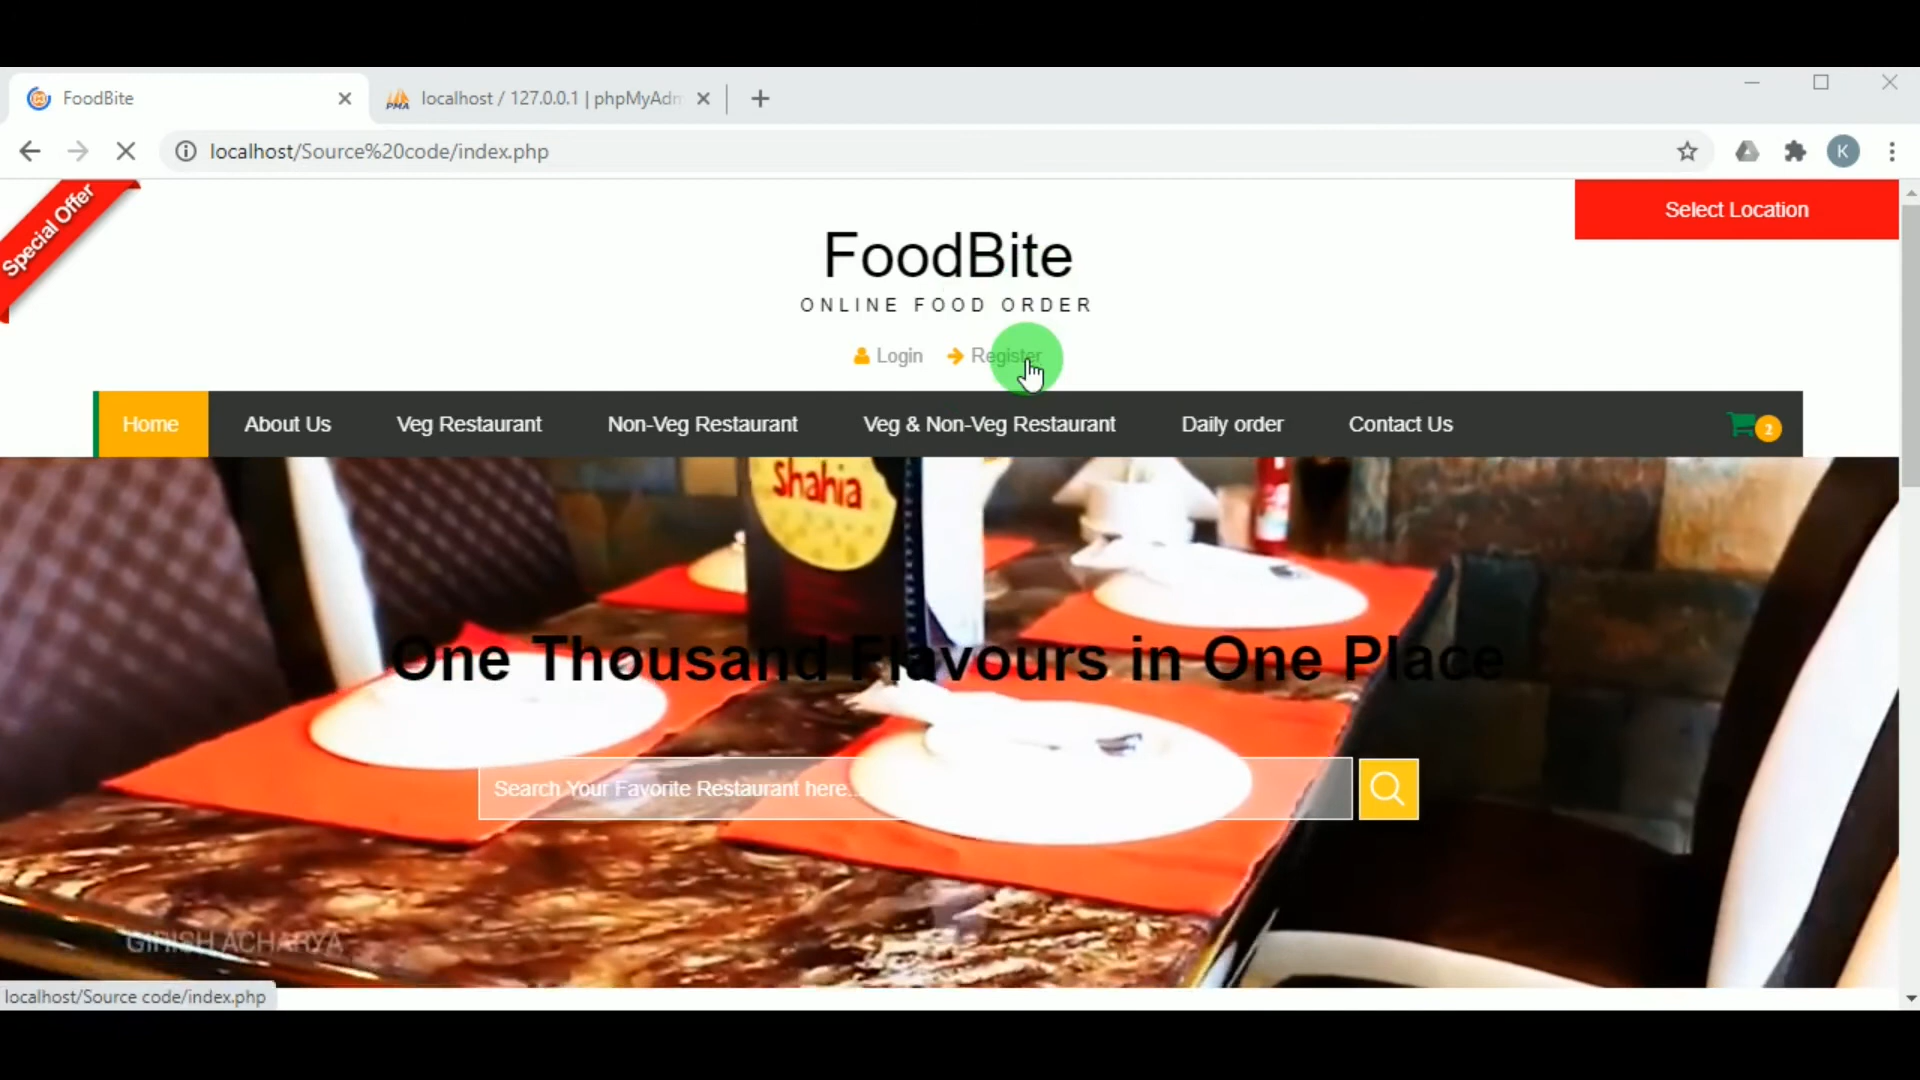 FoodBite
localhost / 127.0.0.1 | phpMyAdm
localhost/Source%20code/index.php
K
Special Offer
Select Location
FoodBite
ONLINE FOOD ORDER
Login
Register
Home
About Us
Veg Restaurant
Non-Veg Restaurant
Veg & Non-Veg Restaurant
Daily order
Contact Us
2
Shahia
One Thousand Flavours in One Place
Search Your Favorite Restaurant here...
GIRISH ACHARYA
localhost/Source code/index.php